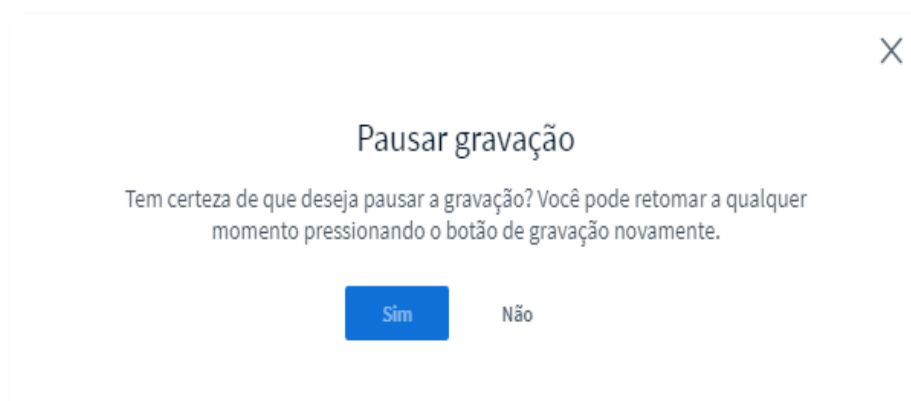 Pausar gravação
Tem certeza de que deseja pausar a gravação? Você pode retomar a qualquer
momento pressionando o botão de gravação novamente.
Sim Não